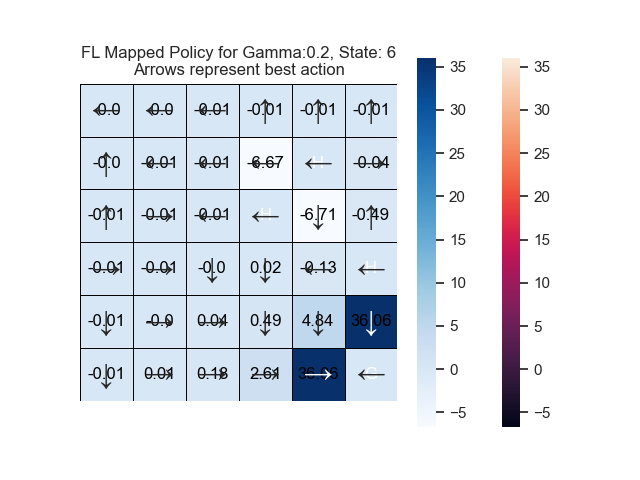 FL Mapped Policy for Gamma:0.2, State: 6
Arrows represent best action
-0.0 -0.0 -0.01 -0.01 -0.01 -0.01
-0.0 -0.01 -0.01 -6.67 H -0.04
-0.01 -0.01 -0.01 H -6.71 -0.49
-0.01 -0.01 -0.0 0.02 -0.13 H
-0.01 -0.0 0.04 0.49 4.84 36.06
-0.01 0.01 0.18 2.61 36.06 G
35 35
30 30
25 25
20 20
15 15
10 10
5 5
0 0
−5 −5